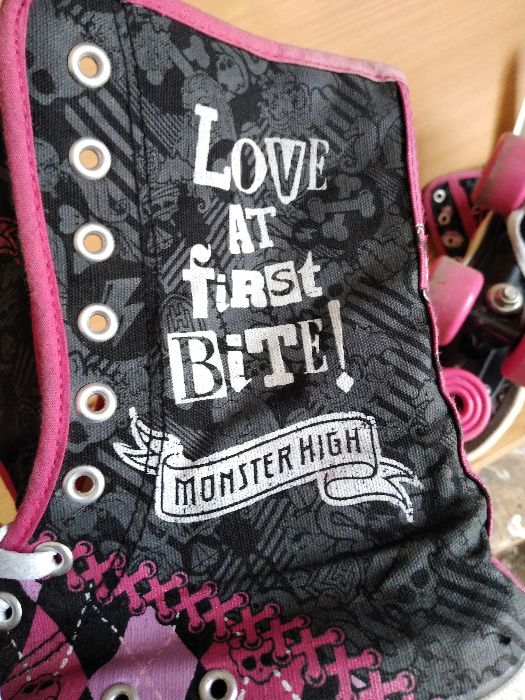 LOVE
AT
fiRst
BiTE!
MONSTER HIGH